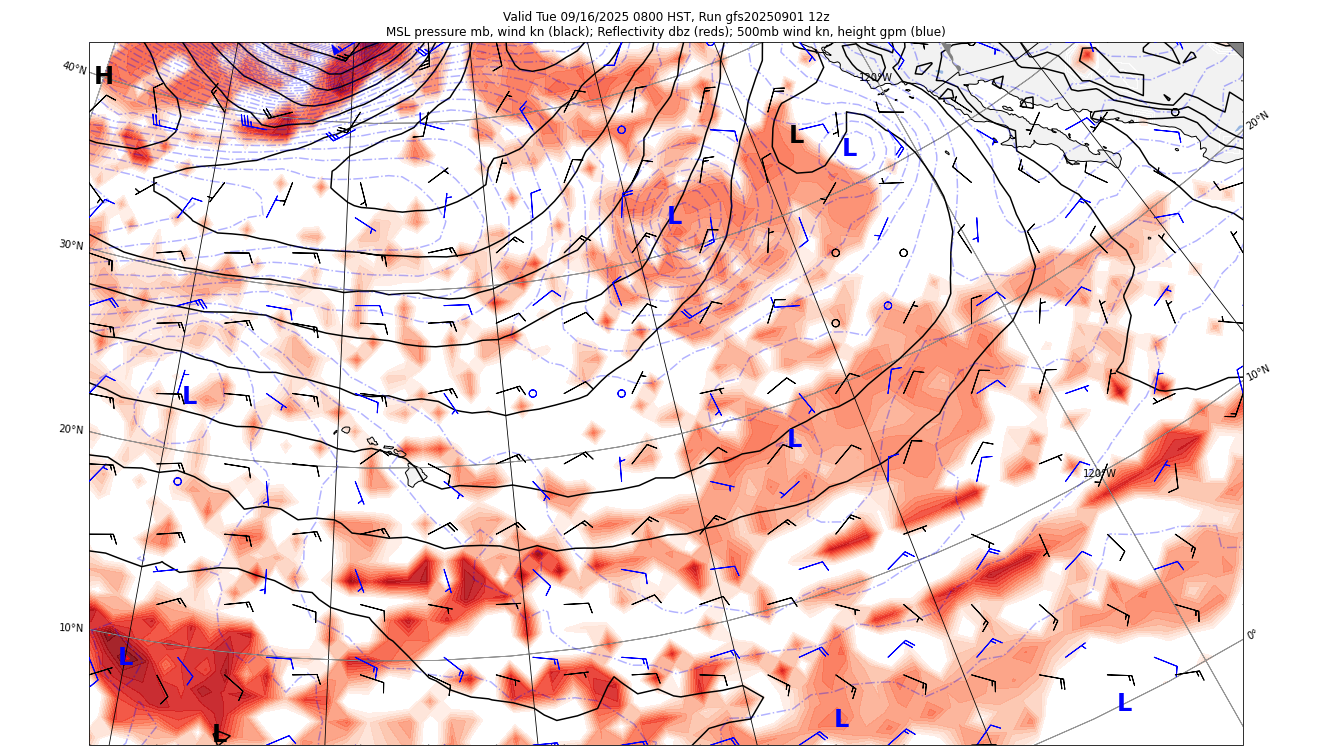 Valid Tue 09/16/2025 0800 HST, Run gfs20250901 12z
MSL pressure mb, wind kn (black); Reflectivity dbz (reds); 500mb wind kn, height gpm (blue)
40°N
H
120°W
20°N
L
L
L
30°N
10°N
L
20°N
L
120°W
10°N
0°
L
L
L
L